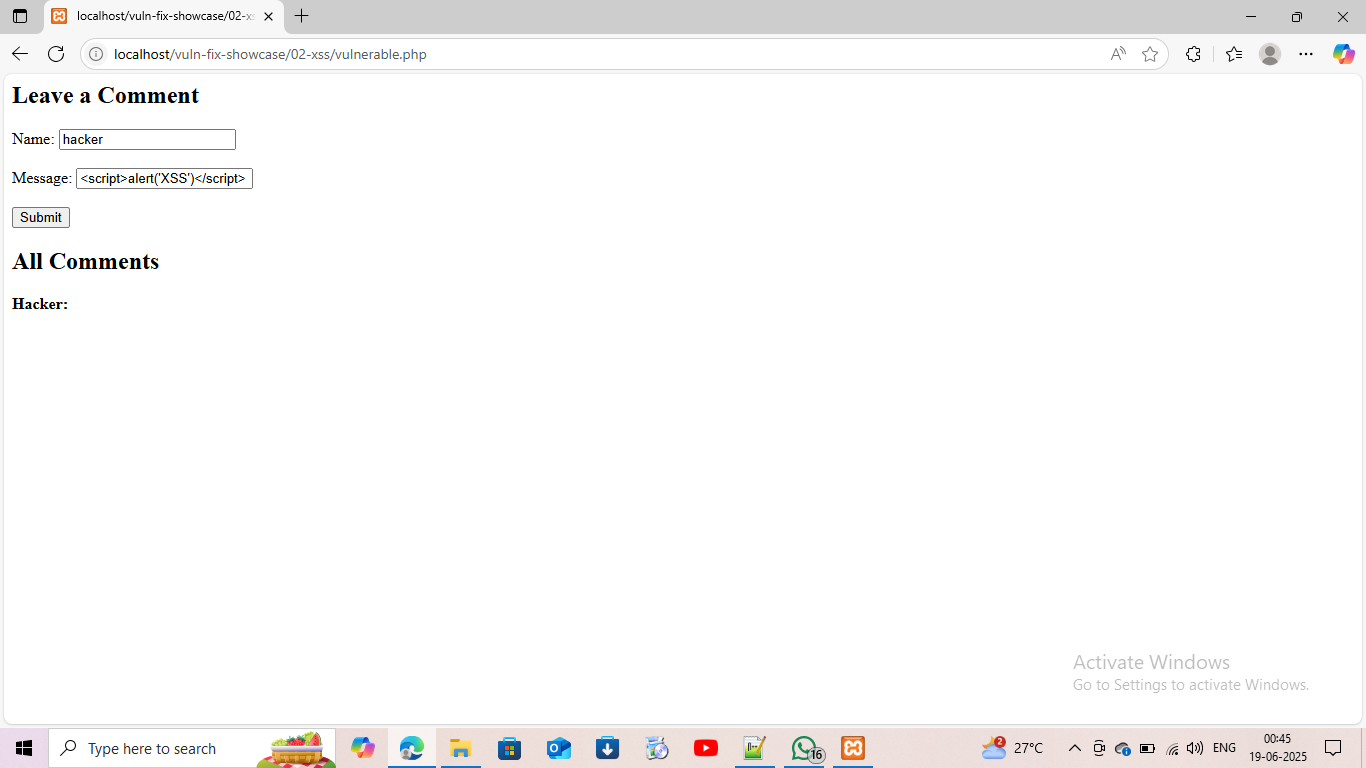 localhost/vuln-fix-showcase/02-xs
localhost/vuln-fix-showcase/02-xss/vulnerable.php
Leave a Comment
Name: hacker
Message: <script>alert('XSS')</script>
Submit
All Comments
Hacker:
Activate Windows
Go to Settings to activate Windows.
Type here to search
16
2
27°C
ENG
00:45
19-06-2025